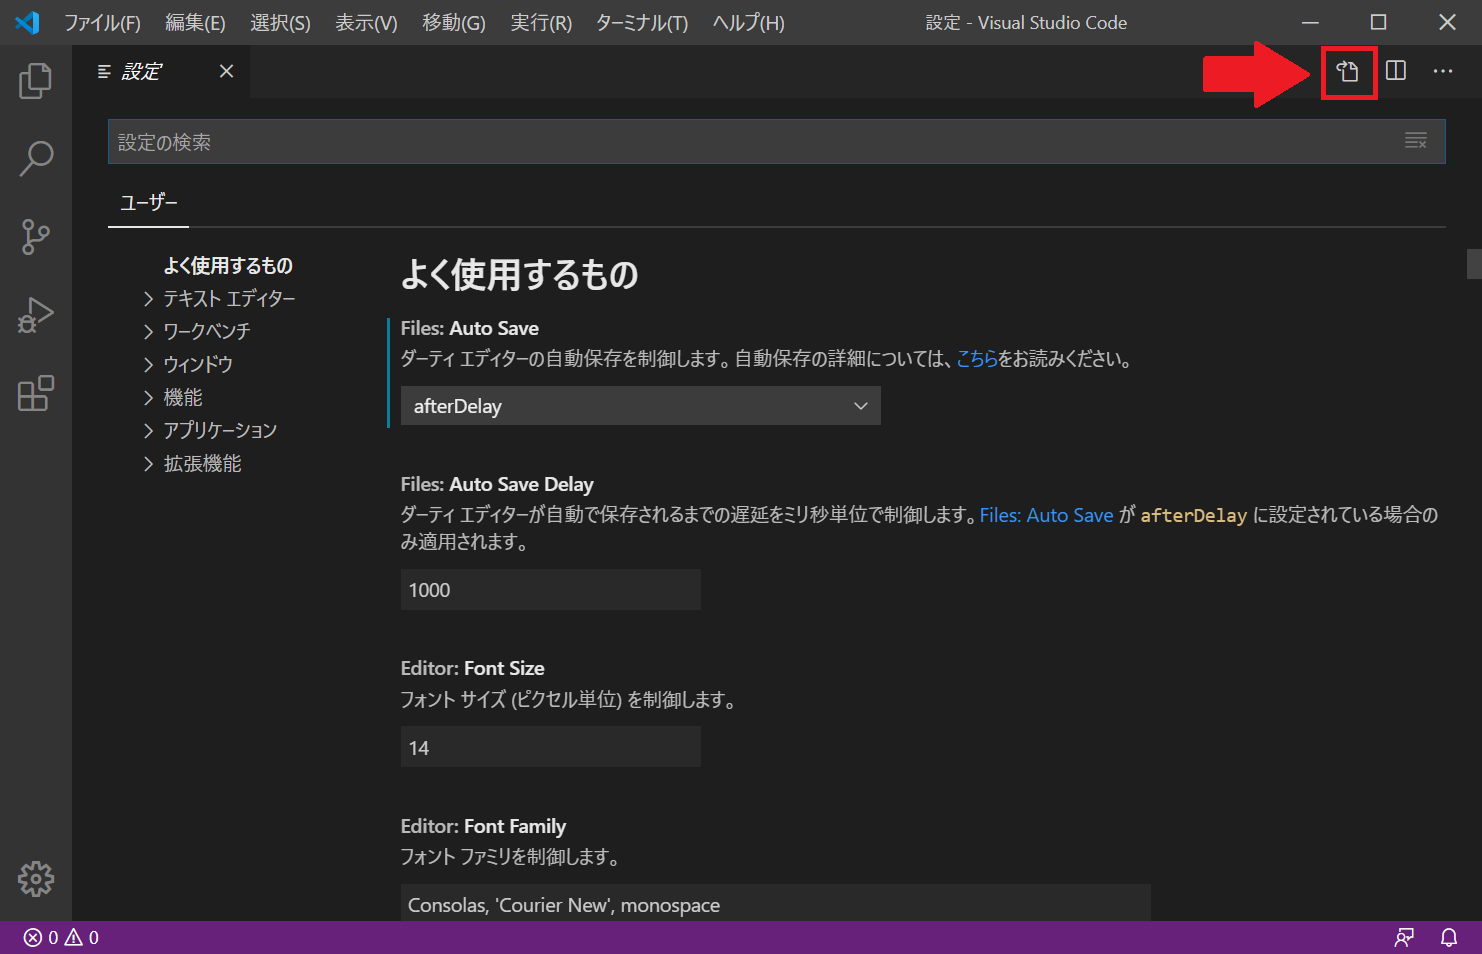 ファイル(F) 編集(E) 選択(S) 表示(V) 移動(G) 実行(R) ターミナル(T) ヘルプ(H) 設定 - Visual Studio Code
設定
設定の検索
ユーザー
よく使用するもの
テキスト エディター
ワークベンチ
ウィンドウ
機能
アプリケーション
拡張機能
よく使用するもの
Files: Auto Save
ダーティ エディターの自動保存を制御します。自動保存の詳細については、こちらをお読みください。
afterDelay
Files: Auto Save Delay
ダーティ エディターが自動で保存されるまでの遅延をミリ秒単位で制御します。Files: Auto Save が afterDelay に設定されている場合の
み適用されます。
1000
Editor: Font Size
フォント サイズ (ピクセル単位) を制御します。
14
Editor: Font Family
フォント ファミリを制御します。
Consolas, 'Courier New', monospace
0 0